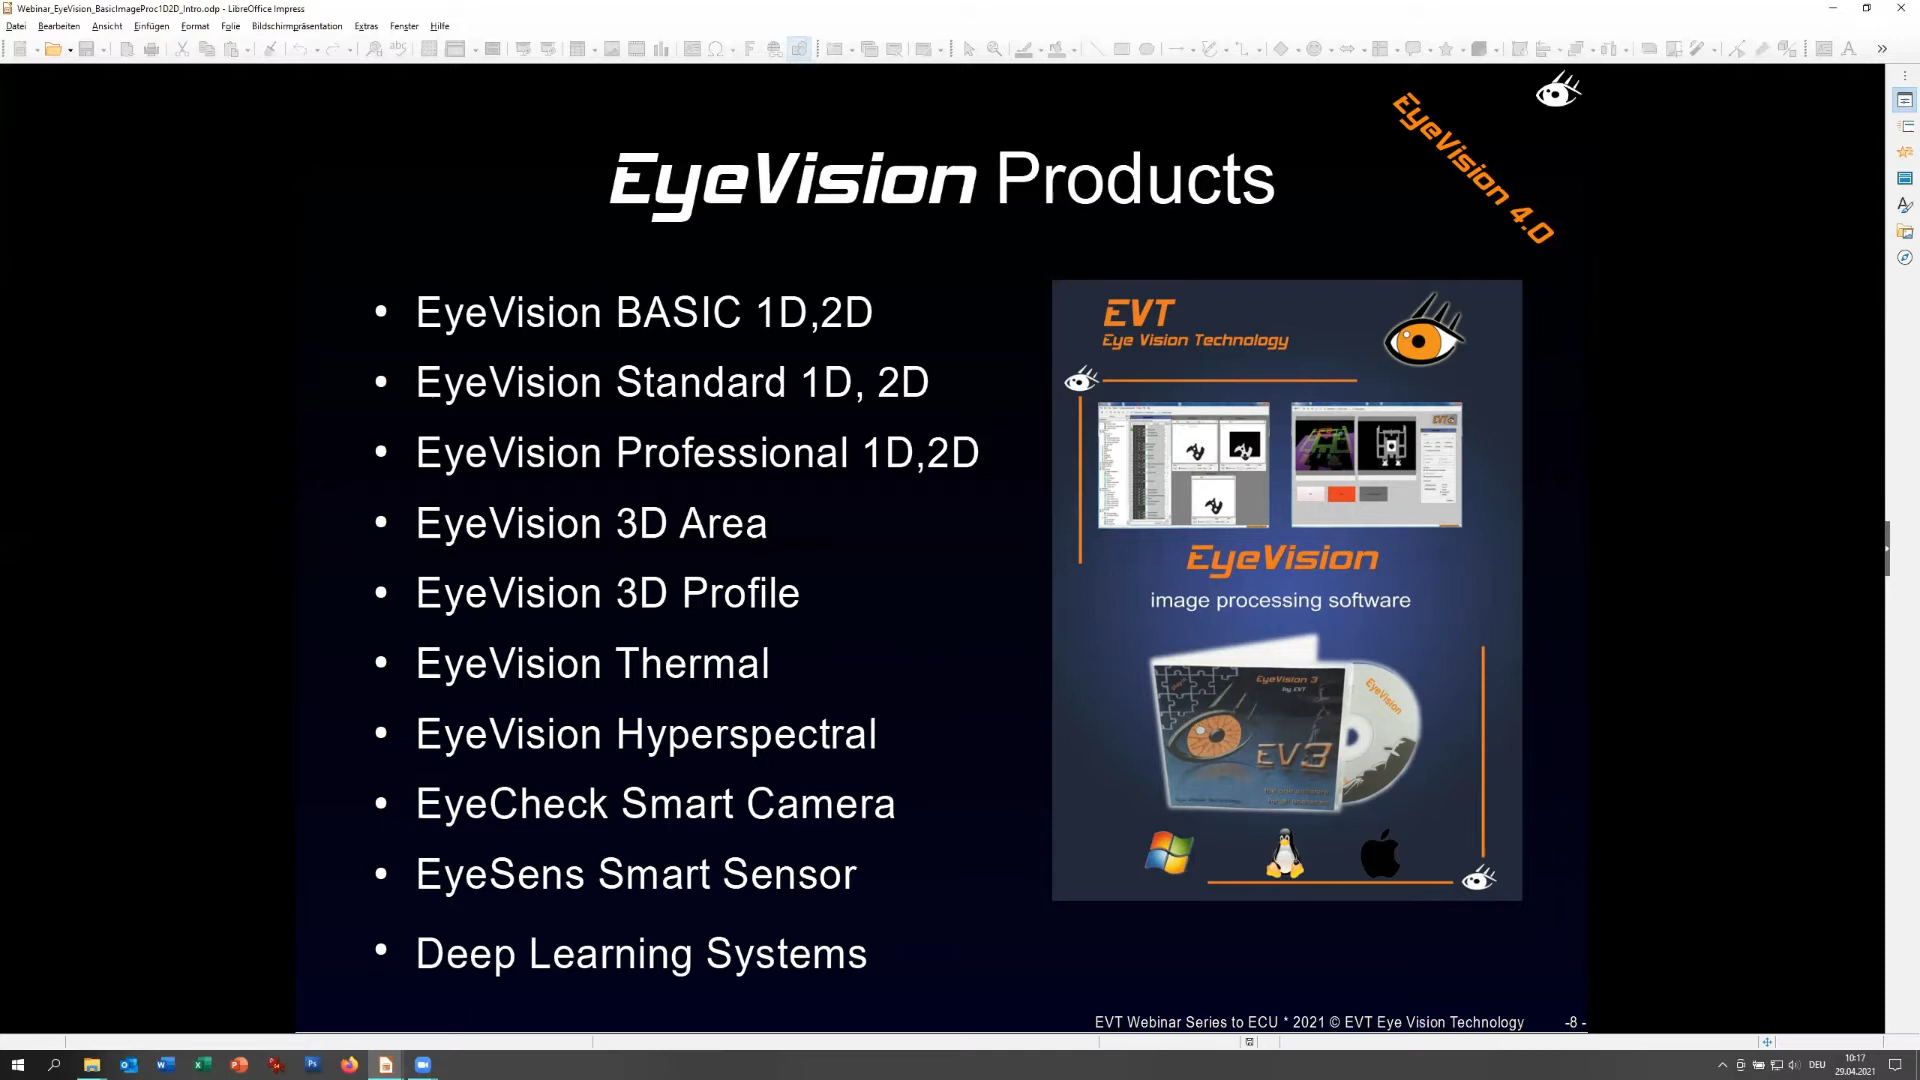 Webinar_EyeVision_BasicImageProc1D2D_Intro.odp - LibreOffice Impress
Datei Bearbeiten Ansicht Einfügen Format Folie Bildschirmpräsentation Extras Fenster Hilfe
EyeVision 4.0
EyeVision Products
• EyeVision BASIC 1D,2D
• EyeVision Standard 1D, 2D
• EyeVision Professional 1D,2D
• EyeVision 3D Area
• EyeVision 3D Profile
• EyeVision Thermal
• EyeVision Hyperspectral
• EyeCheck Smart Camera
• EyeSens Smart Sensor
• Deep Learning Systems
EVT
Eye Vision Technology
EyeVision
image processing software
EyeVision 3
by EVT
EyeVision
EV3
EVT Webinar Series to ECU * 2021 © EVT Eye Vision Technology -8 -
DEU
10:17
29.04.2021